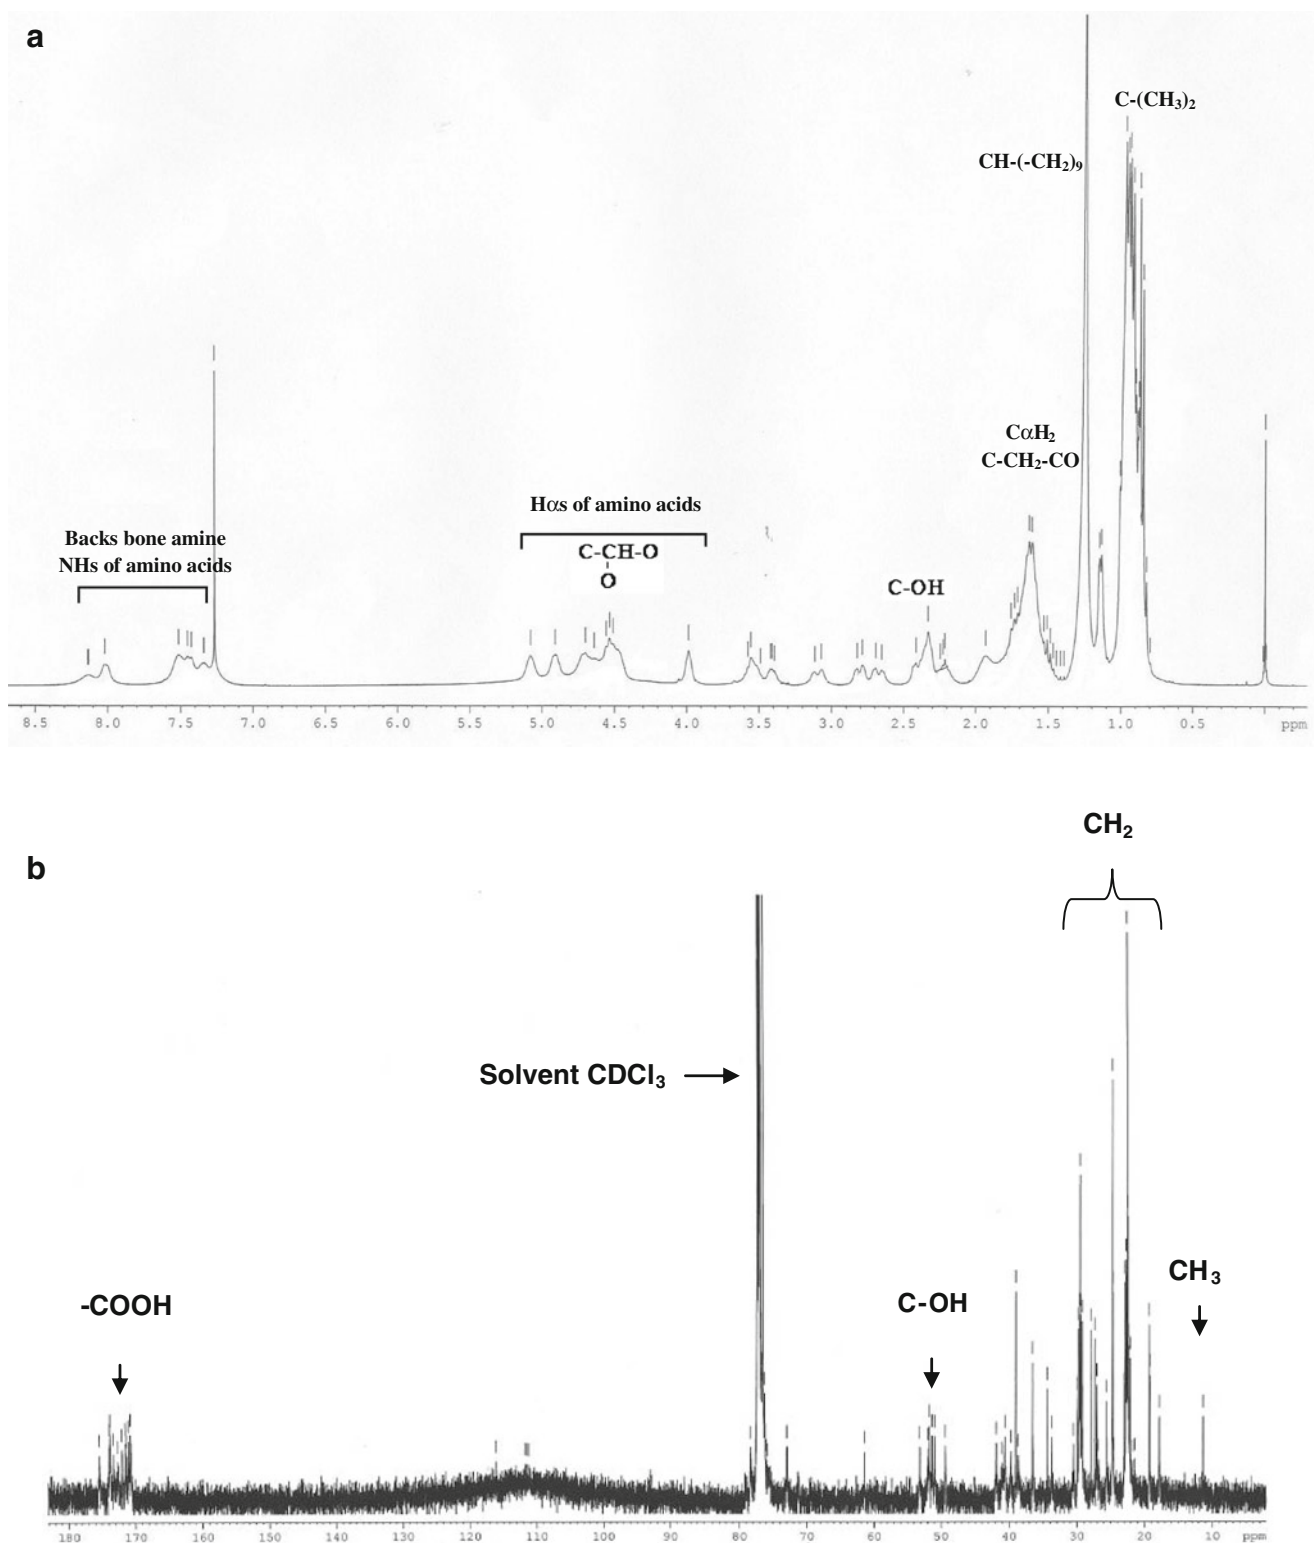 a
C-(CH₃)₂
CH-(-CH₂)₉
CαH₂
C-CH₂-CO
Hαs of amino acids
Backs bone amine
NHs of amino acids
C-CH-O
O
C-OH
8.5 8.0 7.5 7.0 6.5 6.0 5.5 5.0 4.5 4.0 3.5 3.0 2.5 2.0 1.5 1.0 0.5 ppm
CH₂
b
Solvent CDCl₃
CH₃
-COOH
C-OH
180 170 160 150 140 130 120 110 100 90 80 70 60 50 40 30 20 10 ppm